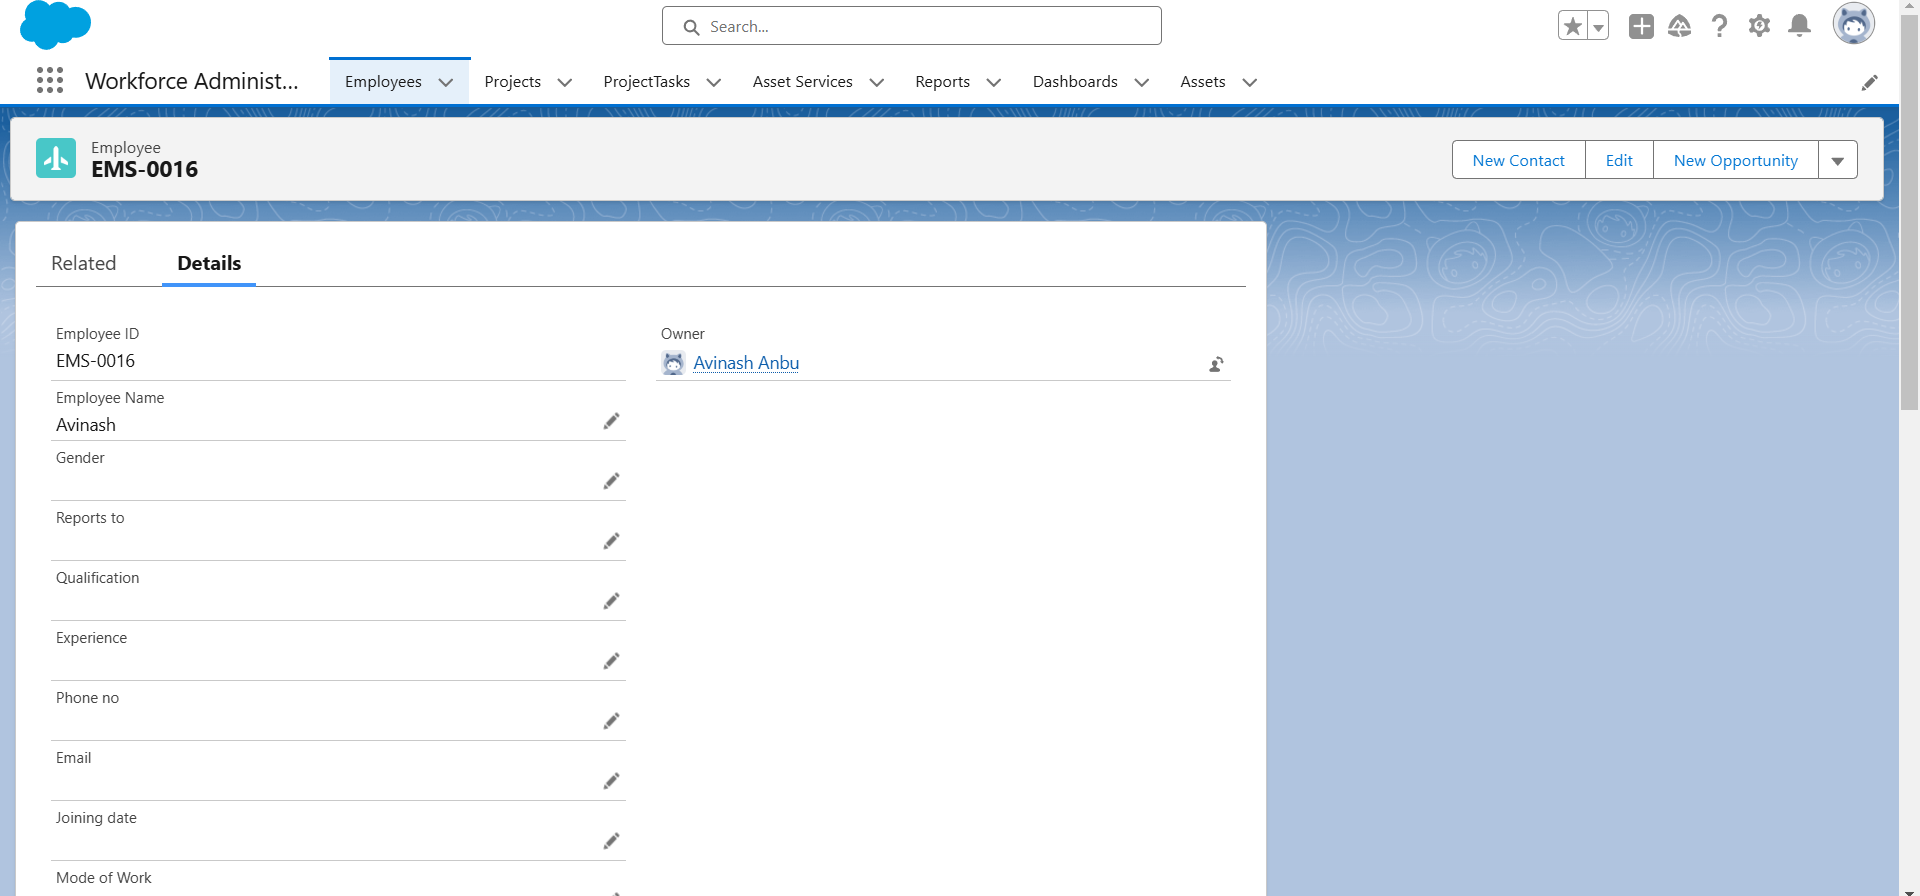 Search...
Workforce Administ...
Employees
Projects
ProjectTasks
Asset Services
Reports
Dashboards
Assets
Employee
EMS-0016
New Contact
Edit
New Opportunity
Related
Details
Employee ID
EMS-0016
Owner
Avinash Anbu
Employee Name
Avinash
Gender
Reports to
Qualification
Experience
Phone no
Email
Joining date
Mode of Work